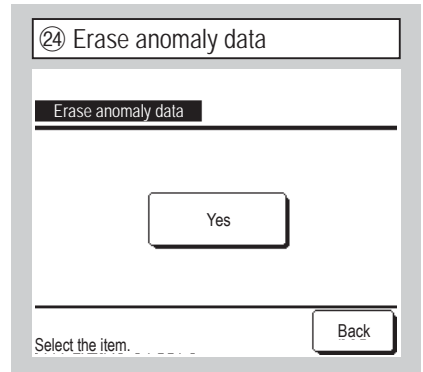 ㉔ Erase anomaly data
Erase anomaly data
Yes
Select the item.
Back